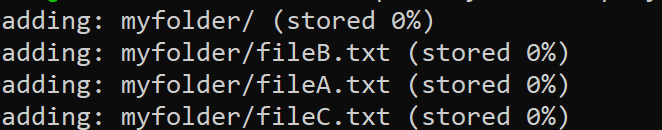 adding: myfolder/ (stored 0%)
adding: myfolder/fileB.txt (stored 0%)
adding: myfolder/fileA.txt (stored 0%)
adding: myfolder/fileC.txt (stored 0%)